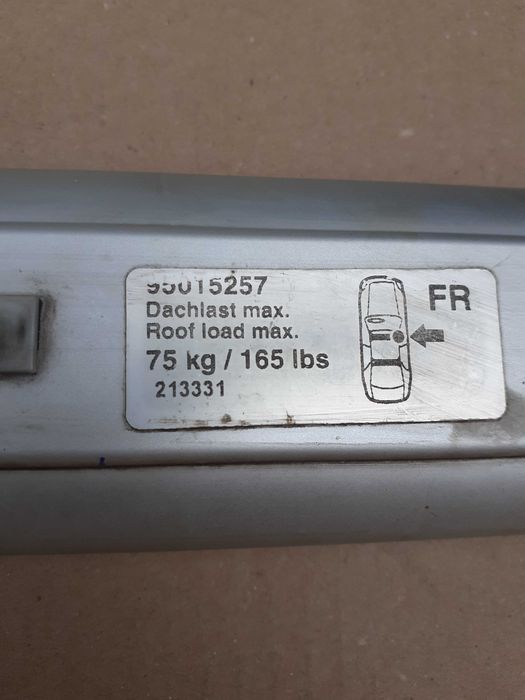 95015257
Dachlast max.
Roof load max.
75 kg / 165 lbs
213331
FR